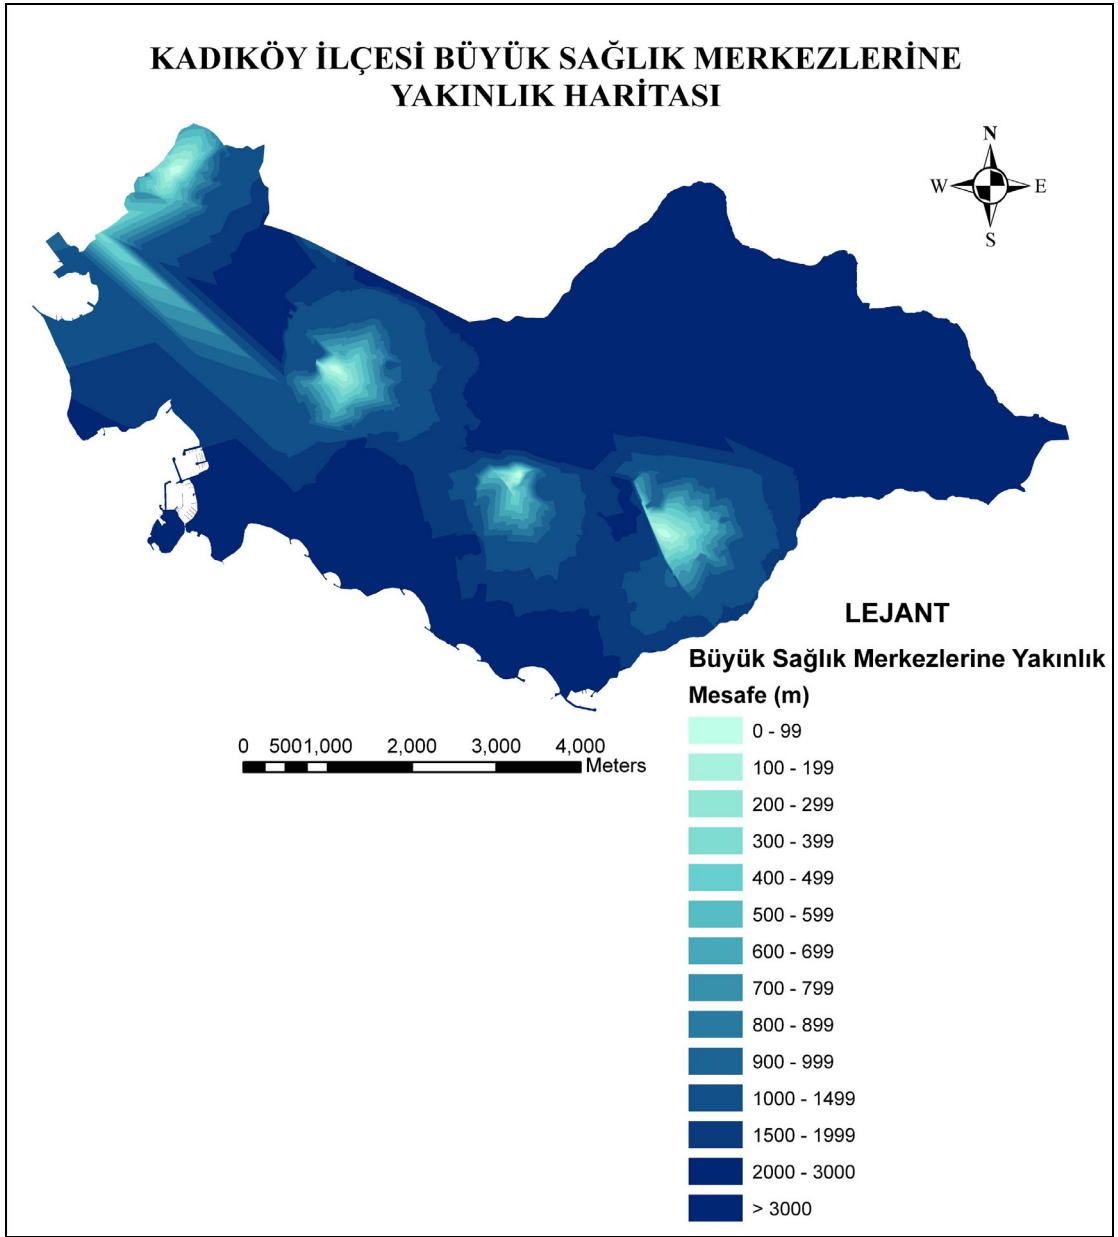 KADIKÖY İLÇESİ BÜYÜK SAĞLIK MERKEZLERİNE
YAKINLIK HARİTASI
N
W E
S
LEJANT
Büyük Sağlık Merkezlerine Yakınlık
Mesafe (m)
0 - 99
100 - 199
200 - 299
300 - 399
400 - 499
500 - 599
600 - 699
700 - 799
800 - 899
900 - 999
1000 - 1499
1500 - 1999
2000 - 3000
> 3000
0 500 1,000 2,000 3,000 4,000
Meters